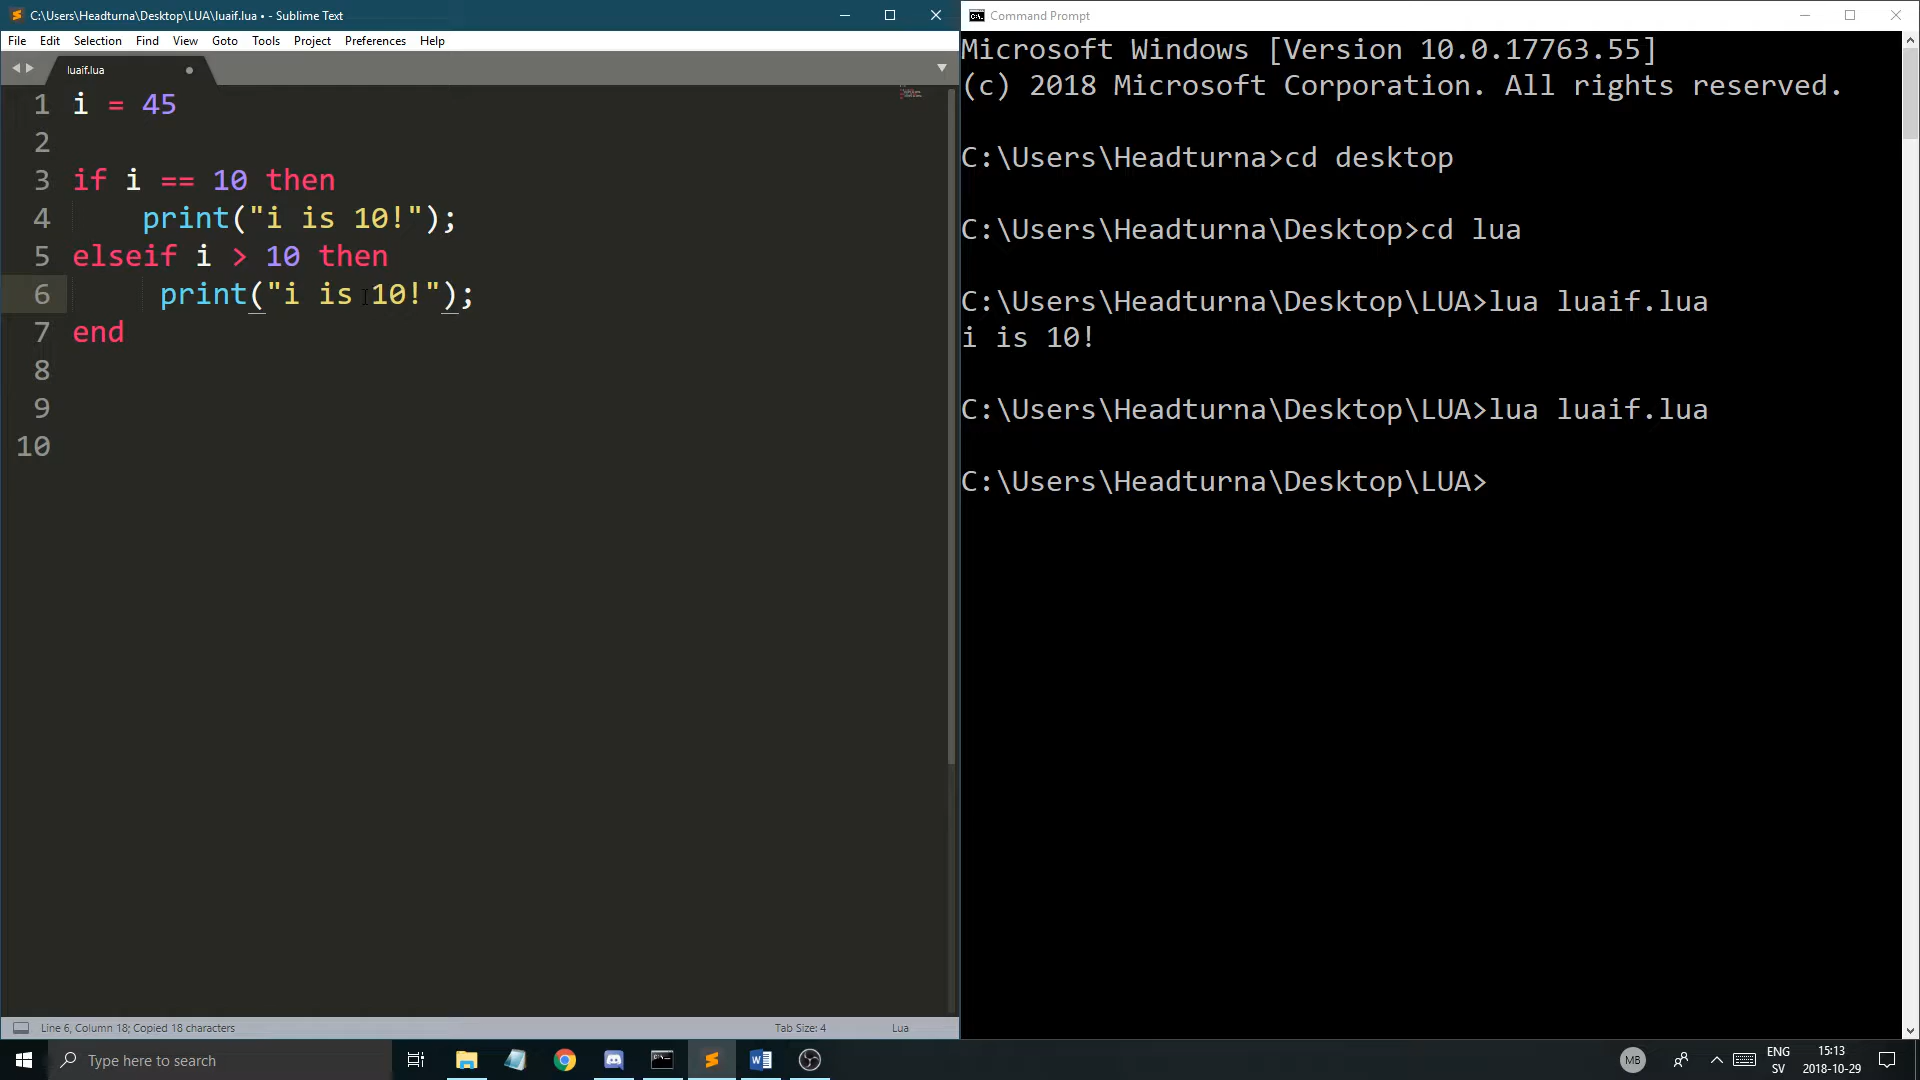 C:\Users\Headturna\Desktop\LUA\luaif.lua • - Sublime Text
File Edit Selection Find View Goto Tools Project Preferences Help
luaif.lua
1 i = 45
2
3 if i == 10 then
4 print("i is 10!");
5 elseif i > 10 then
6 print("i is 10!");
7 end
8
9
10
Line 6, Column 18; Copied 18 characters
Tab Size: 4
Lua
Command Prompt
Microsoft Windows [Version 10.0.17763.55]
(c) 2018 Microsoft Corporation. All rights reserved.
C:\Users\Headturna>cd desktop
C:\Users\Headturna\Desktop>cd lua
C:\Users\Headturna\Desktop\LUA>lua luaif.lua
i is 10!
C:\Users\Headturna\Desktop\LUA>lua luaif.lua
C:\Users\Headturna\Desktop\LUA>
Type here to search
MB
ENG
SV
15:13
2018-10-29